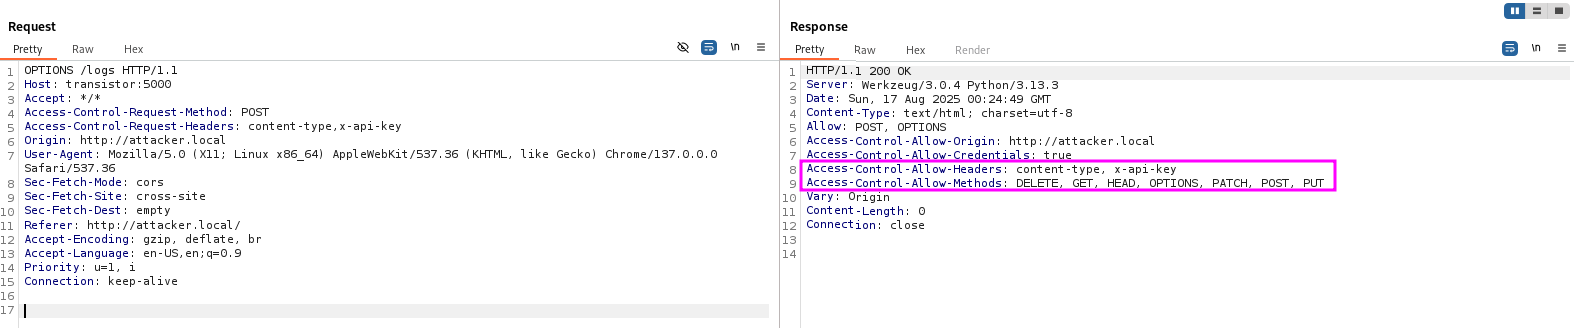 Request
Pretty Raw Hex
\n
1 OPTIONS /logs HTTP/1.1
2 Host: transistor:5000
3 Accept: */*
4 Access-Control-Request-Method: POST
5 Access-Control-Request-Headers: content-type,x-api-key
6 Origin: http://attacker.local
7 User-Agent: Mozilla/5.0 (X11; Linux x86_64) AppleWebKit/537.36 (KHTML, like Gecko) Chrome/137.0.0.0
Safari/537.36
8 Sec-Fetch-Mode: cors
9 Sec-Fetch-Site: cross-site
10 Sec-Fetch-Dest: empty
11 Referer: http://attacker.local/
12 Accept-Encoding: gzip, deflate, br
13 Accept-Language: en-US,en;q=0.9
14 Priority: u=1, i
15 Connection: keep-alive
16
17
Response
Pretty Raw Hex Render
\n
1 HTTP/1.1 200 OK
2 Server: Werkzeug/3.0.4 Python/3.13.3
3 Date: Sun, 17 Aug 2025 00:24:49 GMT
4 Content-Type: text/html; charset=utf-8
5 Allow: POST, OPTIONS
6 Access-Control-Allow-Origin: http://attacker.local
7 Access-Control-Allow-Credentials: true
8 Access-Control-Allow-Headers: content-type, x-api-key
9 Access-Control-Allow-Methods: DELETE, GET, HEAD, OPTIONS, PATCH, POST, PUT
10 Vary: Origin
11 Content-Length: 0
12 Connection: close
13
14